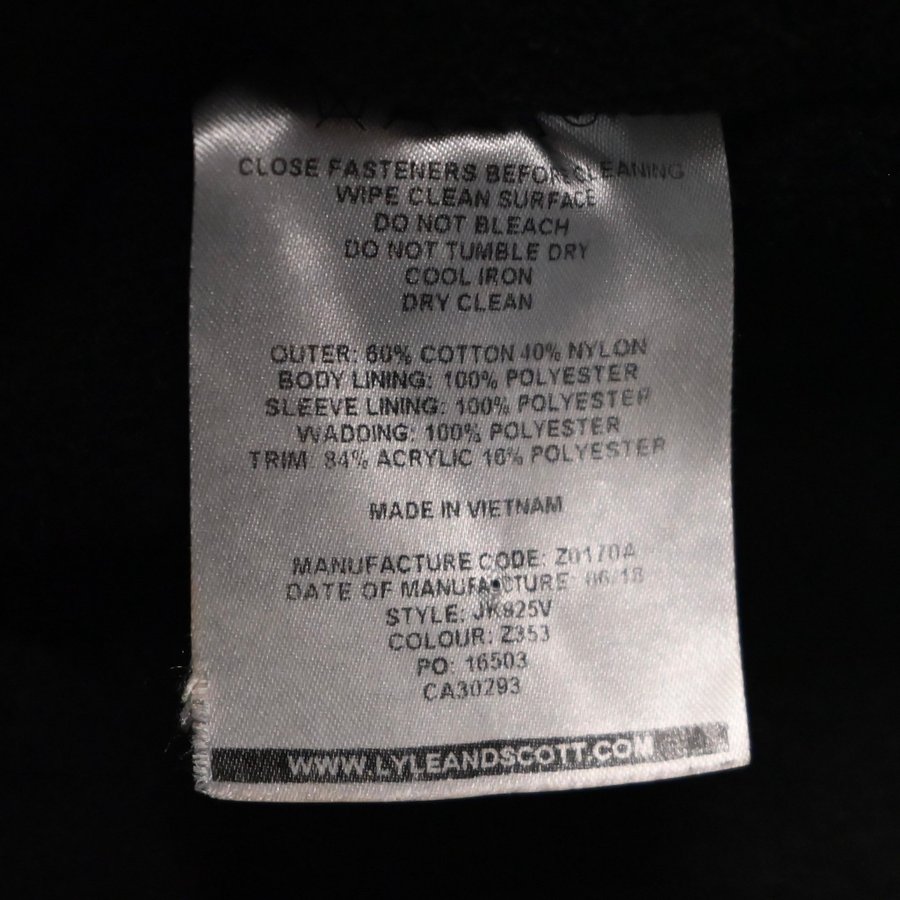 CLOSE FASTENERS BEFORE CLEANING
WIPE CLEAN SURFACE
DO NOT BLEACH
DO NOT TUMBLE DRY
COOL IRON
DRY CLEAN
OUTER: 60% COTTON 40% NYLON
BODY LINING: 100% POLYESTER
SLEEVE LINING: 100% POLYESTER
WADDING: 100% POLYESTER
TRIM: 84% ACRYLIC 16% POLYESTER
MADE IN VIETNAM
MANUFACTURE CODE: Z0170A
DATE OF MANUFACTURE: 06/18
STYLE: JK925V
COLOUR: Z353
PO: 16503
CA30293
WWW.LYLEANDSCOTT.COM